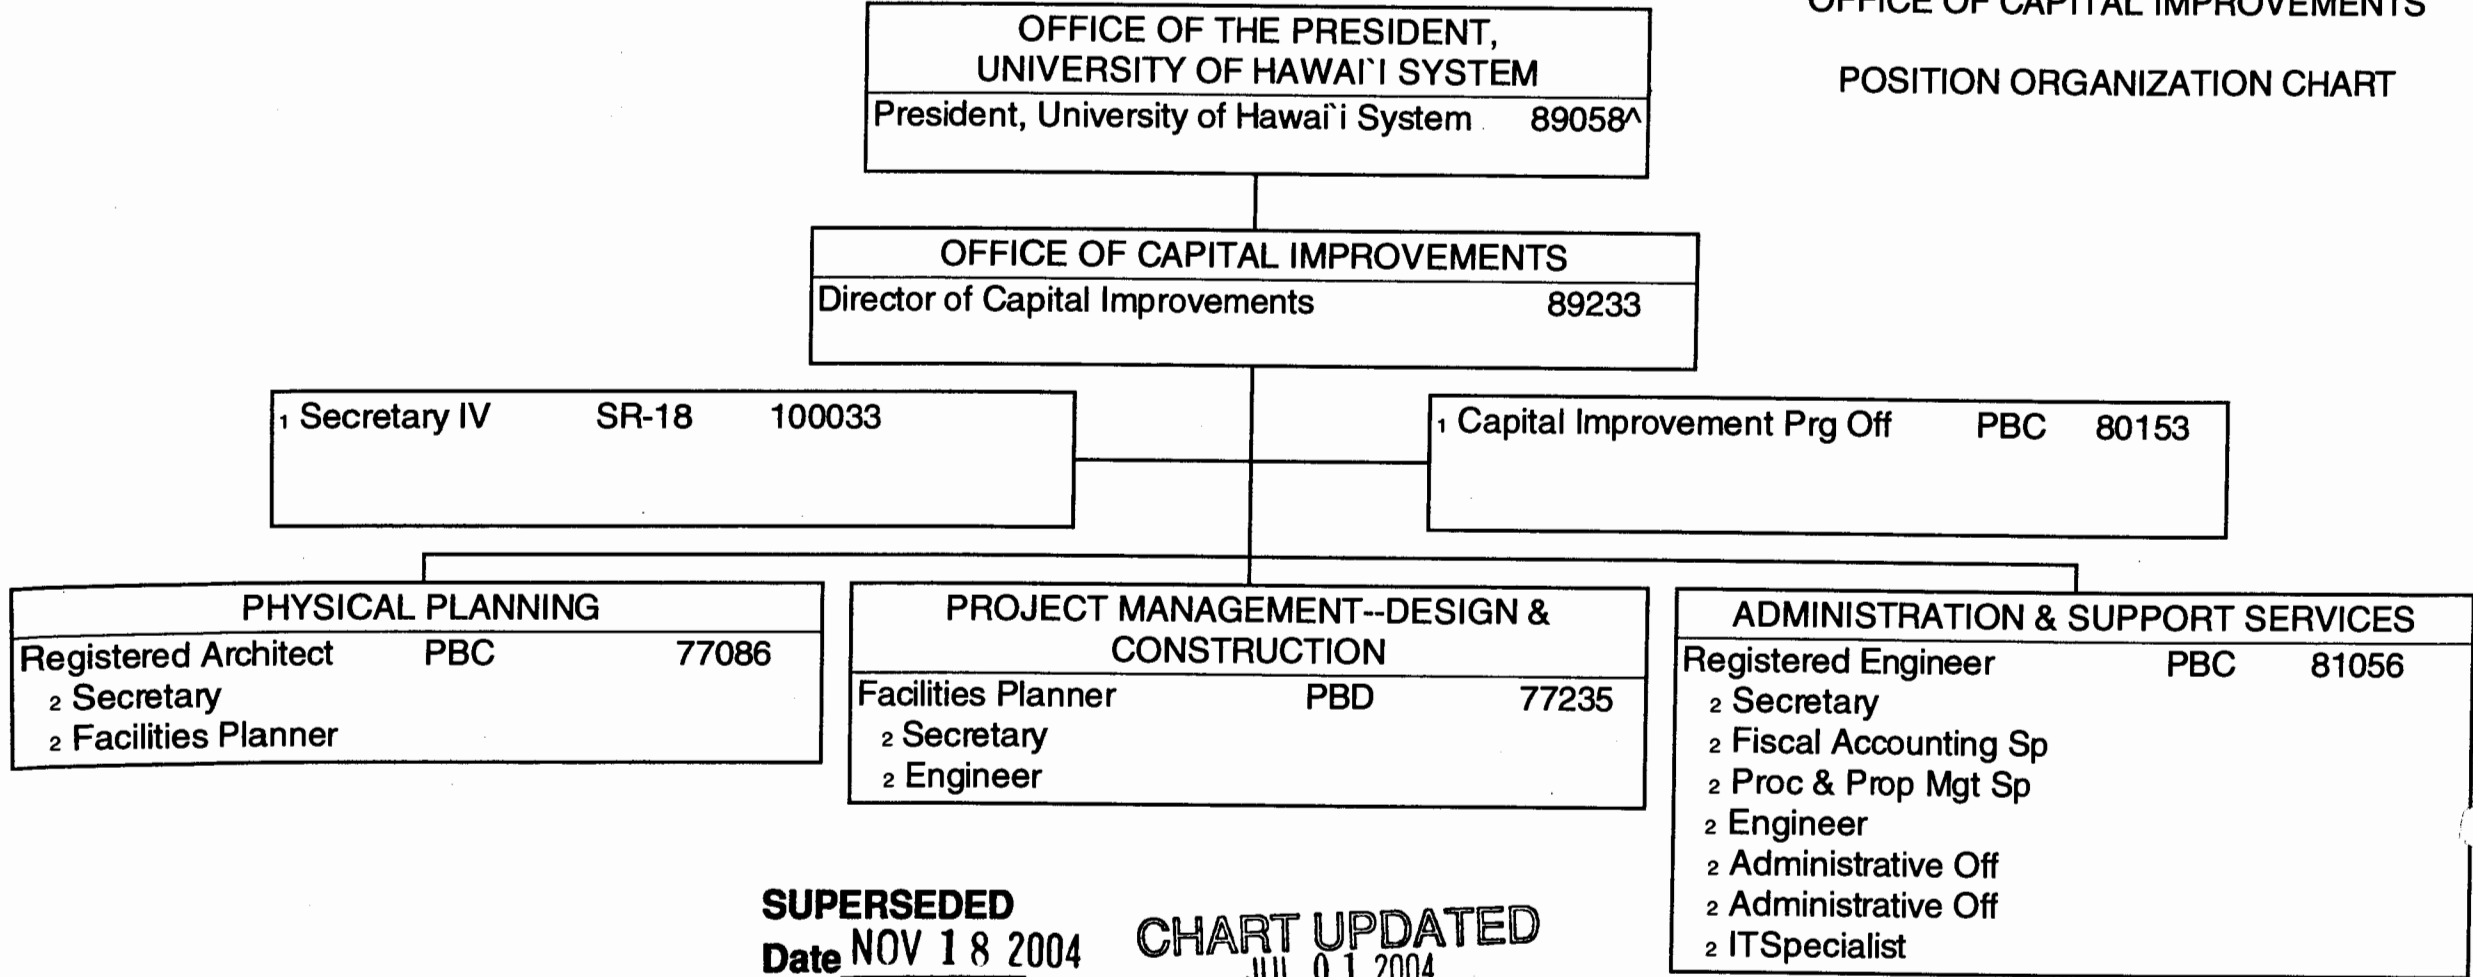 OFFICE OF CAPITAL IMPROVEMENTS
POSITION ORGANIZATION CHART
OFFICE OF THE PRESIDENT,
UNIVERSITY OF HAWAI`I SYSTEM
President, University of Hawai`i System 89058^
OFFICE OF CAPITAL IMPROVEMENTS
Director of Capital Improvements 89233
1 Secretary IV SR-18 100033
1 Capital Improvement Prg Off PBC 80153
PHYSICAL PLANNING
Registered Architect PBC 77086
2 Secretary
2 Facilities Planner
PROJECT MANAGEMENT--DESIGN &
CONSTRUCTION
Facilities Planner PBD 77235
2 Secretary
2 Engineer
ADMINISTRATION & SUPPORT SERVICES
Registered Engineer PBC 81056
2 Secretary
2 Fiscal Accounting Sp
2 Proc & Prop Mgt Sp
2 Engineer
2 Administrative Off
2 Administrative Off
2 ITSpecialist
SUPERSEDED
Date NOV 18 2004
CHART UPDATED
JUL 01 2004